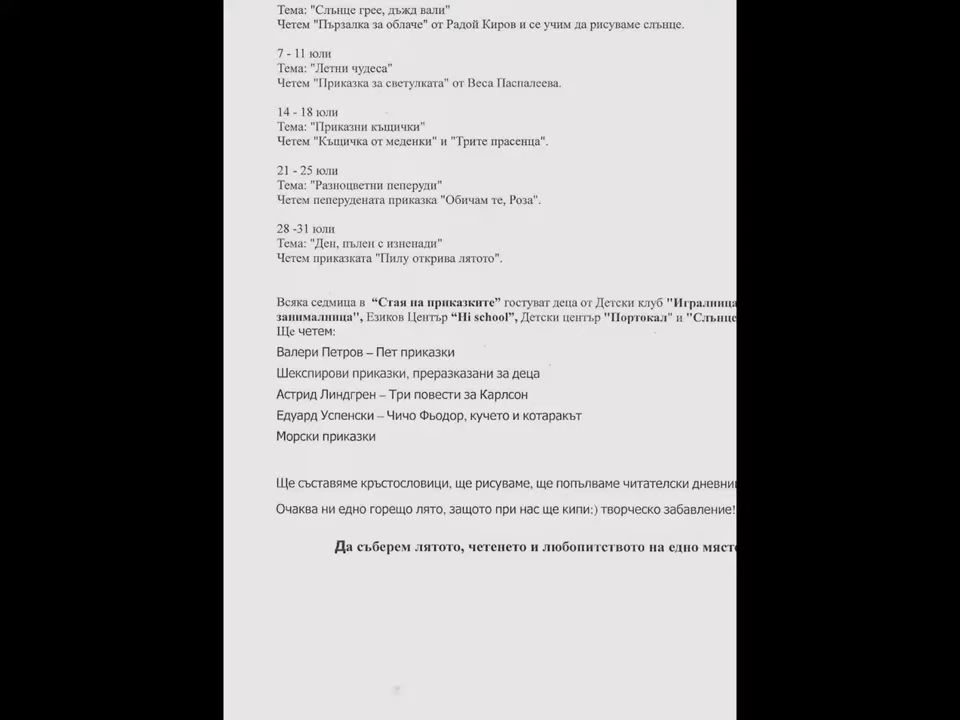 Тема: "Слънце грее, дъжд вали"
Четем "Пързалка за облаче" от Радой Киров и се учим да рисуваме слънце.
7 - 11 юли
Тема: "Летни чудеса"
Четем "Приказка за светулката" от Веса Паспалеева.
14 - 18 юли
Тема: "Приказни къщички"
Четем "Къщичка от меденки" и "Трите прасенца".
21 - 25 юли
Тема: "Разноцветни пеперуди"
Четем пеперудената приказка "Обичам те, Роза".
28 -31 юли
Тема: "Ден, пълен с изненади"
Четем приказката "Пилу открива лятото".
Всяка седмица в “Стая на приказките” гостуват деца от Детски клуб "Игралница
занималница", Езиков Център “Hi school”, Детски център "Портокал" и "Слънце
Ще четем:
Валери Петров – Пет приказки
Шекспирови приказки, преразказани за деца
Астрид Линдгрен – Три повести за Карлсон
Едуард Успенски – Чичо Фьодор, кучето и котаракът
Морски приказки
Ще съставяме кръстословици, ще рисуваме, ще попълваме читателски дневни
Очаква ни едно горещо лято, защото при нас ще кипи:) творческо забавление!
Да съберем лятото, четенето и любопитството на едно място